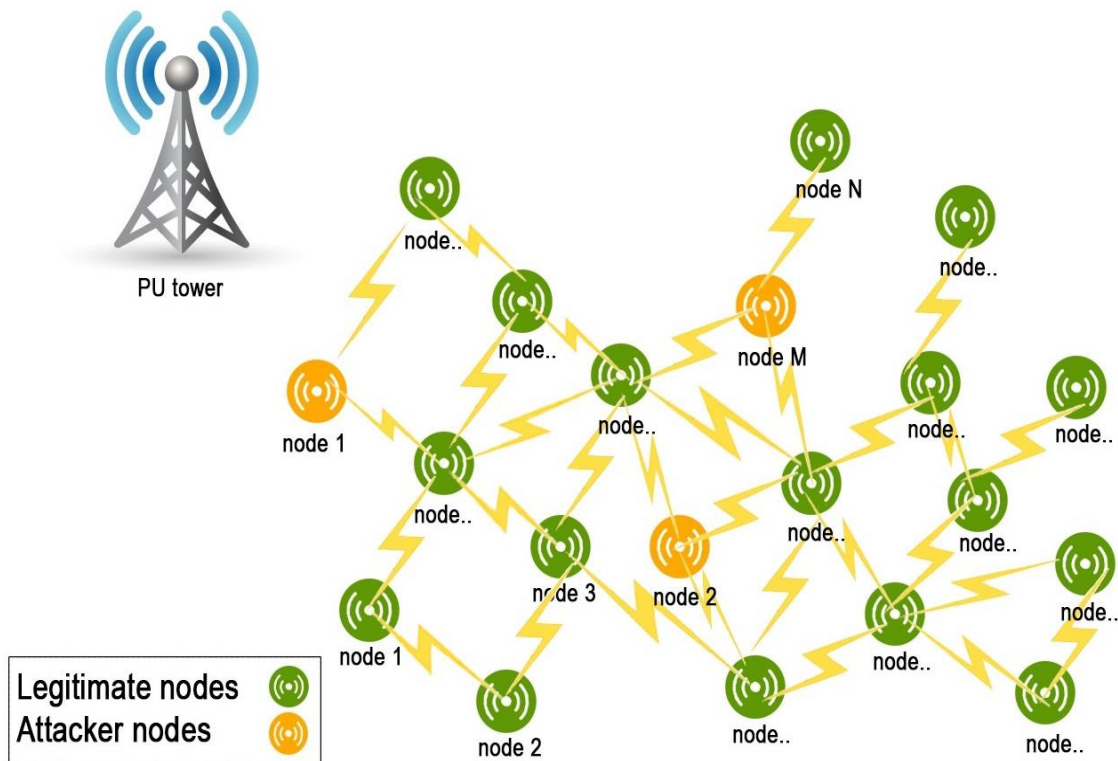 PU tower
node N
node..
node..
node..
node M
node 1
node..
node..
node..
node..
node..
node..
node 3
node 2
node..
node 1
node..
node 2
node..
node..
Legitimate nodes
Attacker nodes